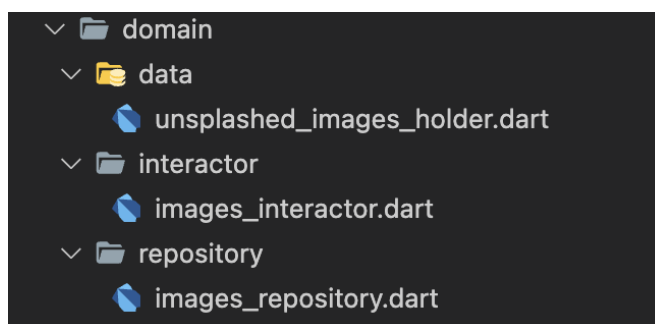 domain
data
unsplashed_images_holder.dart
interactor
images_interactor.dart
repository
images_repository.dart